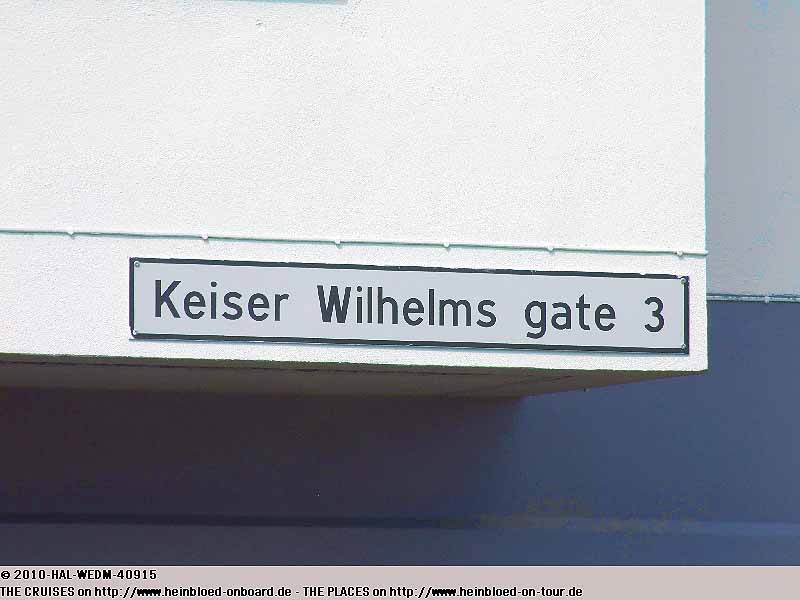 Keiser Wilhelms gate 3
© 2010-HAL-WEDM-40915
THE CRUISES on http://www.heinbloed-onboard.de - THE PLACES on http://www.heinbloed-on-tour.de